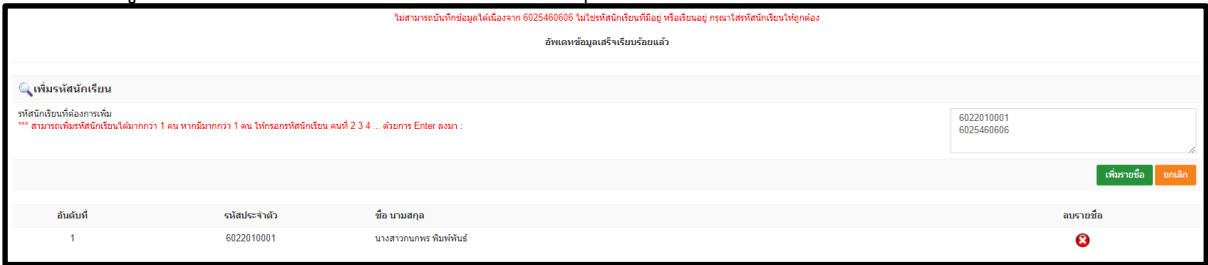 ไม่สามารถบันทึกข้อมูลได้เนื่องจาก 6025460606 ไม่ใช่รหัสนักเรียนที่มีอยู่ หรือเรียนอยู่ กรุณาใส่รหัสนักเรียนให้ถูกต้อง
อัพเดทข้อมูลเสร็จเรียบร้อยแล้ว
เพิ่มรหัสนักเรียน
รหัสนักเรียนที่ต้องการเพิ่ม
*** สามารถเพิ่มรหัสนักเรียนได้มากกว่า 1 คน หากมีมากกว่า 1 คน ให้กรอกรหัสนักเรียน คนที่ 2 3 4 ... ด้วยการ Enter ลงมา :
6022010001
6025460606
เพิ่มรายชื่อ ยกเลิก
อันดับที่ รหัสประจำตัว ชื่อ นามสกุล ลบรายชื่อ
1 6022010001 นางสาวกนกพร พิมพ์พันธ์